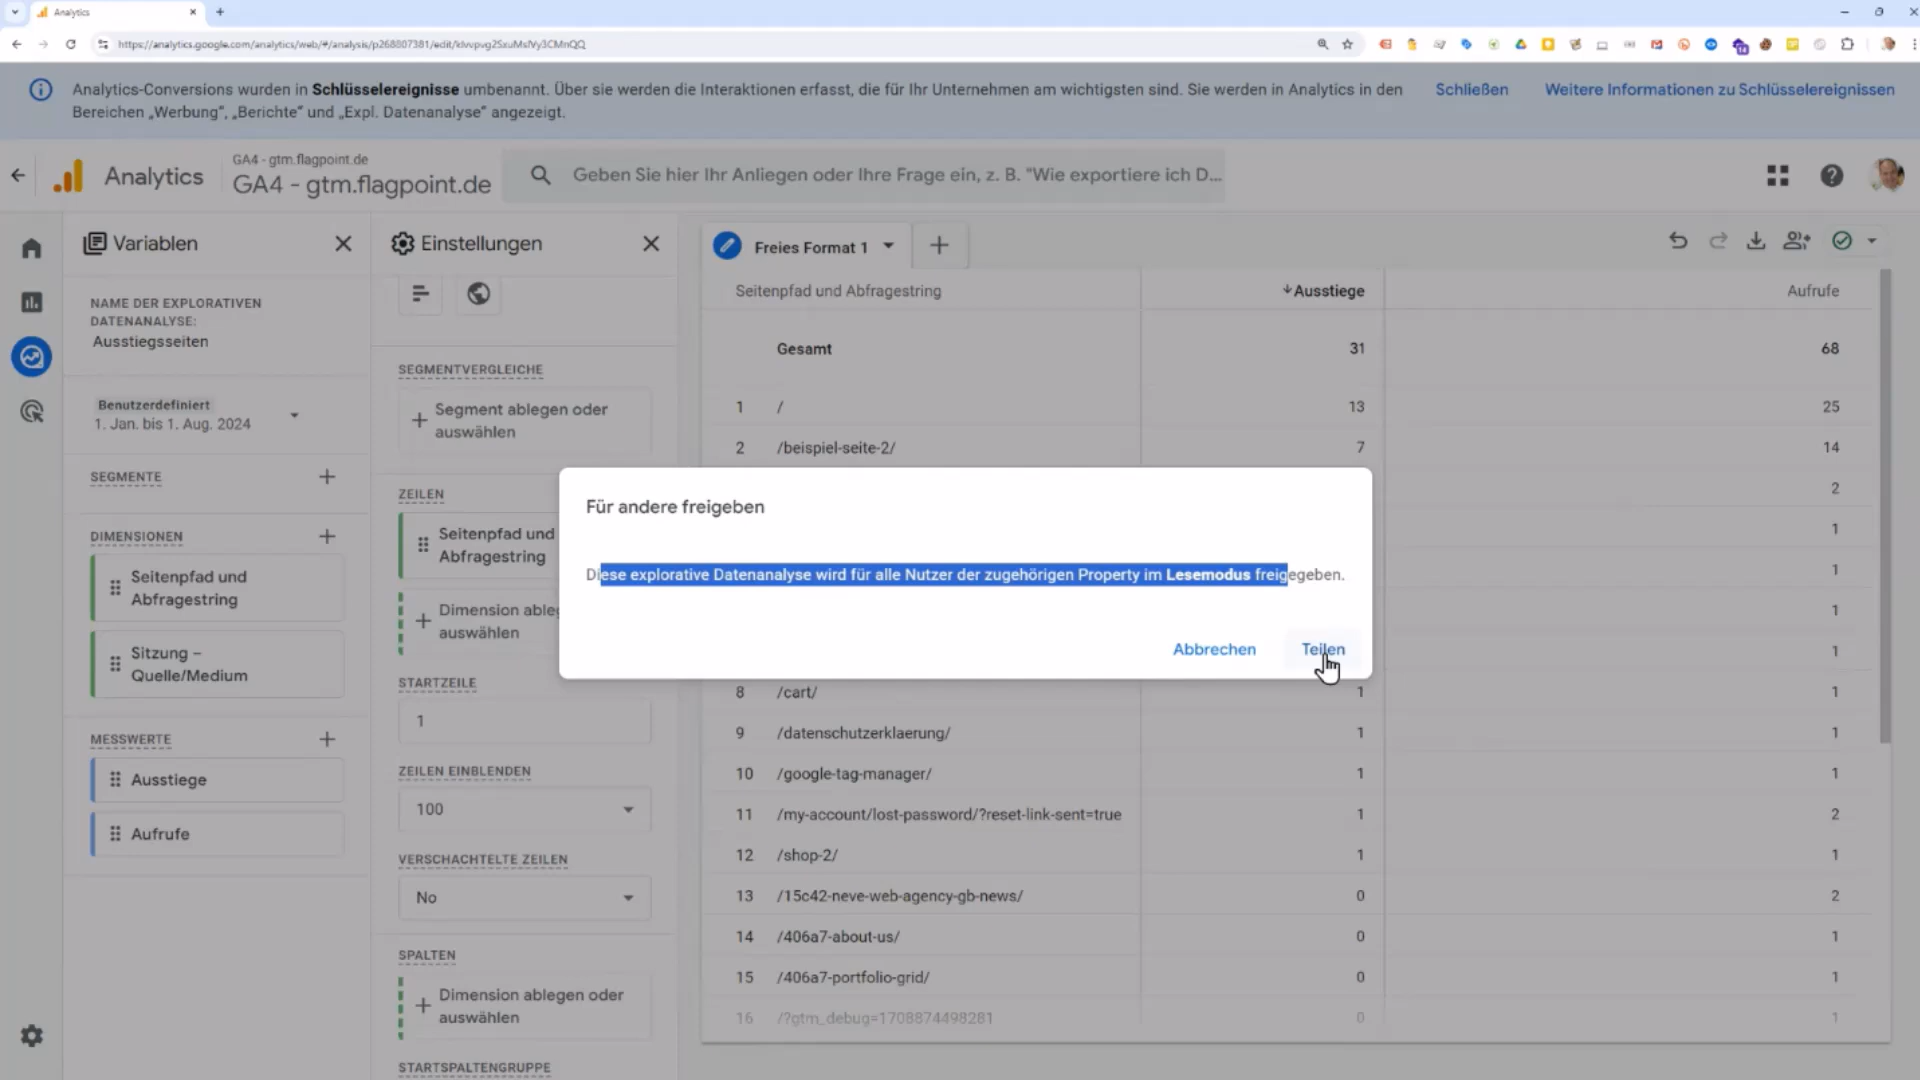 Analytics
https://analytics.google.com/analytics/web/#/analysis/p268807381/edit/
Analytics-Conversions wurden in Schlüsselereignisse umbenannt. Über sie werden die Interaktionen erfasst, die für Ihr Unternehmen am wichtigsten sind. Sie werden in Analytics in den
Bereichen „Werbung“, „Berichte“ und „Expl. Datenanalyse“ angezeigt.
Schließen
Weitere Informationen zu Schlüsselereignissen
Analytics
GA4 - gtm.flagpoint.de
GA4 - gtm.flagpoint.de
Geben Sie hier Ihr Anliegen oder Ihre Frage ein, z. B. "Wie exportiere ich D...
Variablen
NAME DER EXPLORATIVEN
DATENANALYSE:
Ausstiegsseiten
Benutzerdefiniert
1. Jan. bis 1. Aug. 2024
SEGMENTE
DIMENSIONEN
Seitenpfad und
Abfragestring
Sitzung –
Quelle/Medium
MESSWERTE
Ausstiege
Aufrufe
Einstellungen
SEGMENTVERGLEICHE
Segment ablegen oder
auswählen
ZEILEN
Seitenpfad und
Abfragestring
Dimension able
auswählen
STARTZEILE
1
ZEILEN EINBLENDEN
100
VERSCHACHTELTE ZEILEN
No
SPALTEN
Dimension ablegen oder
auswählen
STARTSPALTENGRUPPE
Freies Format 1
Seitenpfad und Abfragestring Ausstiege Aufrufe
Gesamt 31 68
1 / 13 25
2 /beispiel-seite-2/ 7 14
2
1
1
1
1
8 /cart/ 1 1
9 /datenschutzerklaerung/ 1 1
10 /google-tag-manager/ 1 1
11 /my-account/lost-password/?reset-link-sent=true 1 2
12 /shop-2/ 1 1
13 /15c42-neve-web-agency-gb-news/ 0 2
14 /406a7-about-us/ 0 1
15 /406a7-portfolio-grid/ 0 1
16 /?gtm_debug=1708874498281 0 1
Für andere freigeben
Diese explorative Datenanalyse wird für alle Nutzer der zugehörigen Property im Lesemodus freigegeben.
Abbrechen
Teilen